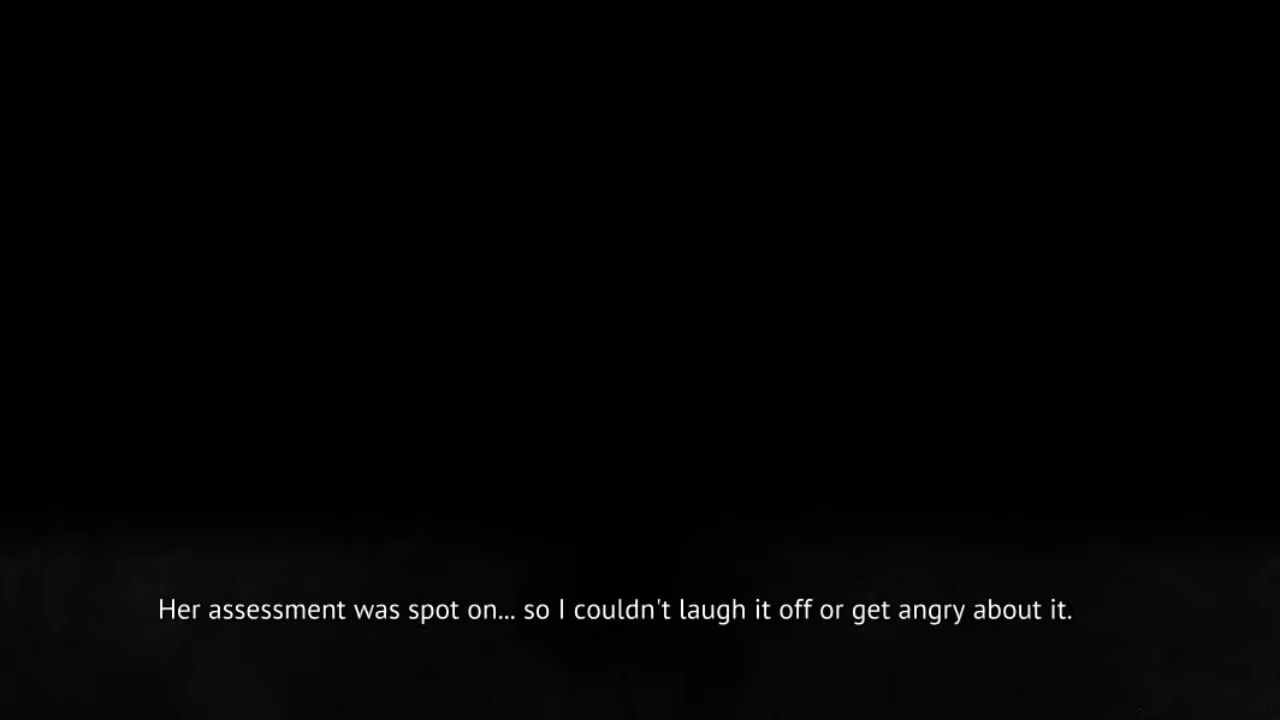 Her assessment was spot on... so I couldn't laugh it off or get angry about it.